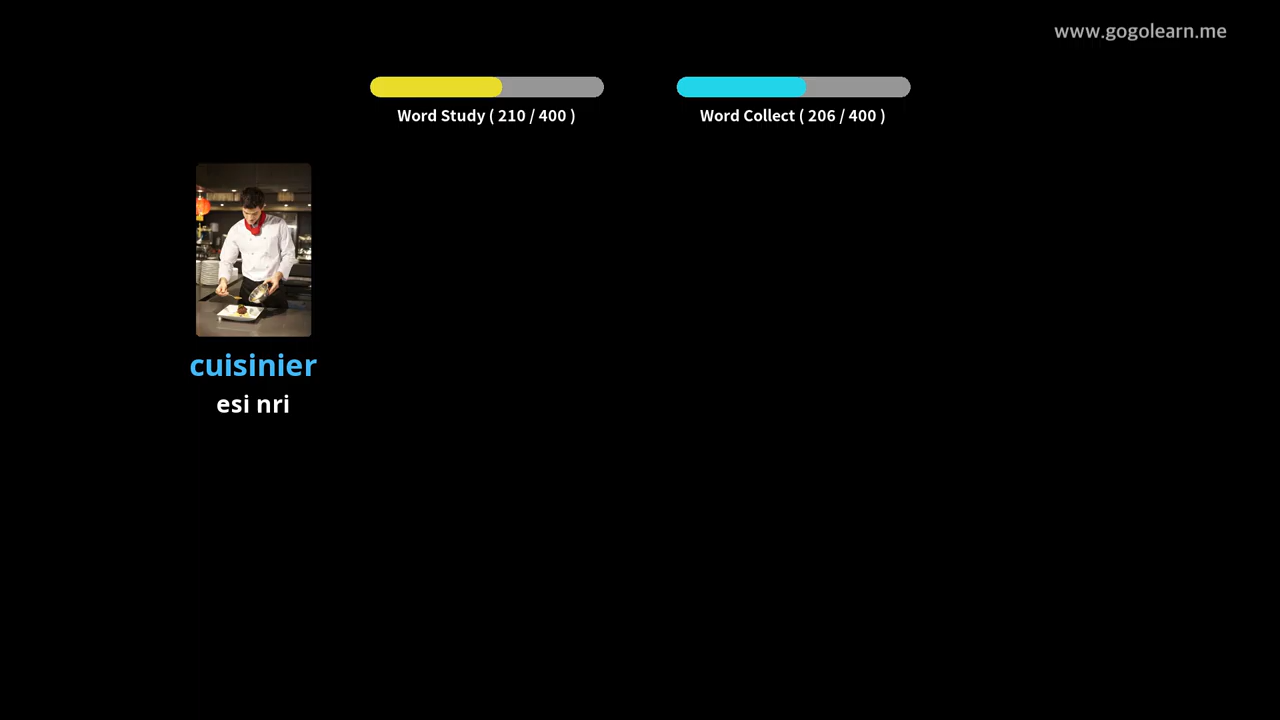 www.gogolearn.me
Word Study ( 210 / 400 )
Word Collect ( 206 / 400 )
cuisinier
esi nri